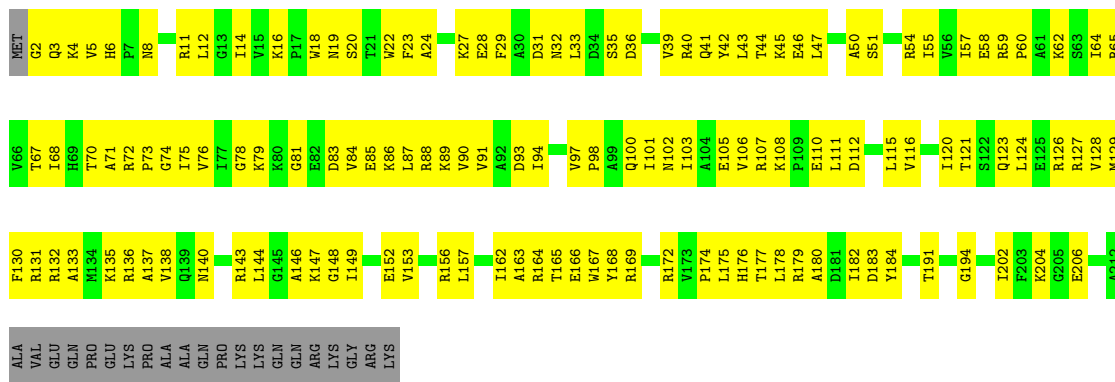 MET G2 Q3 K4 V5 H6 P7 N8 R11 L12 G13 I14 V15 K16 P17 W18 N19 S20 T21 W22 F23 A24 K27 E28 F29 A30 D31 N32 L33 D34 S35 D36 V39 R40 Q41 Y42 L43 T44 K45 E46 L47 A50 S51 R54 I55 V56 I57 E58 R59 P60 A61 K62 S63 I64 R65
V66 T67 I68 H69 T70 A71 R72 P73 G74 I75 V76 I77 G78 K79 K80 G81 E82 D83 V84 E85 K86 L87 R88 K89 V90 V91 A92 D93 I94 V97 P98 A99 Q100 I101 N102 I103 A104 E105 V106 R107 K108 P109 E110 L111 D112 L115 V116 I120 T121 S122 Q123 L124 E125 R126 R127 V128 M129
F130 R131 R132 A133 M134 K135 R136 A137 V138 Q139 N140 R143 L144 G145 A146 K147 G148 I149 E152 V153 R156 L157 I162 A163 R164 T165 E166 W167 Y168 R169 R172 V173 P174 L175 H176 T177 L178 R179 A180 D181 I182 D183 Y184 T191 G194 I202 F203 K204 G205 E206 A212
ALA VAL GLU GLN PRO GLU LYS PRO ALA ALA GLN PRO LYS LYS GLN GLN ARG LYS GLY ARG LYS